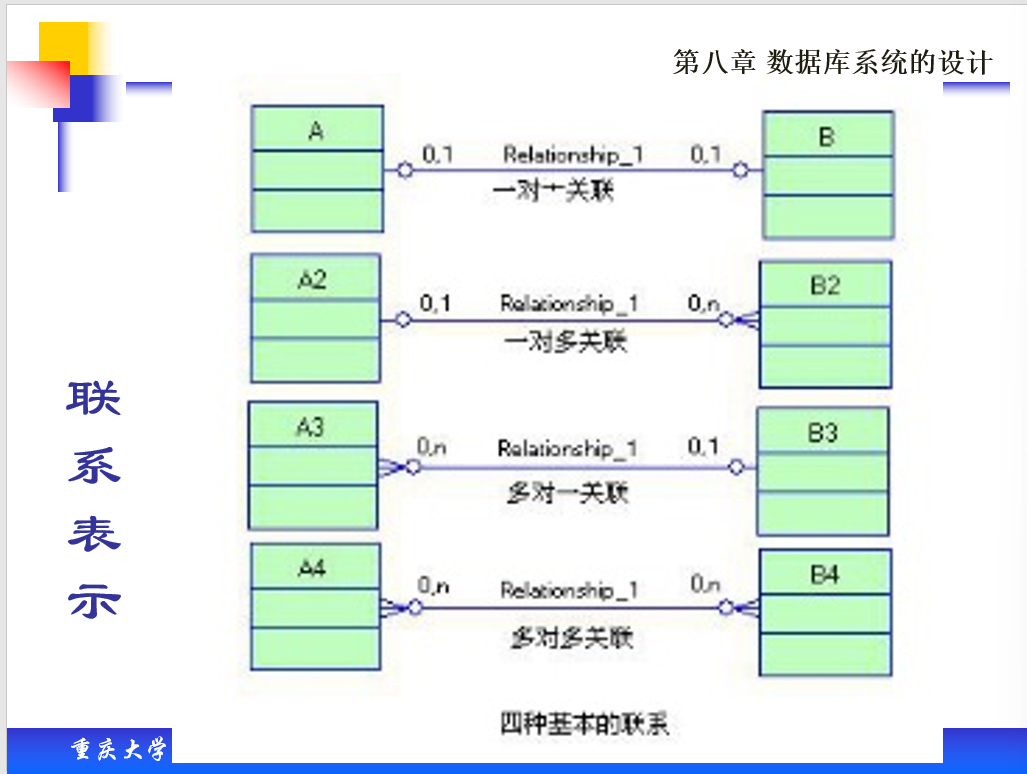 第八章 数据库系统的设计
A
0,1 Relationship_1 0,1
B
一对一关联
A2
0,1 Relationship_1 0,n
B2
一对多关联
A3
0,n Relationship_1 0,1
B3
多对一关联
A4
0,n Relationship_1 0,n
B4
多对多关联
四种基本的联系
联
系
表
示
重庆大学